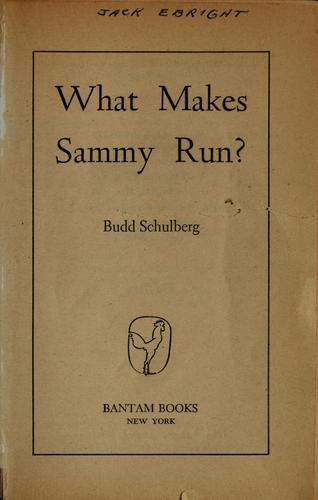 JACK EBRIGHT
What Makes
Sammy Run?
Budd Schulberg
BANTAM BOOKS
NEW YORK